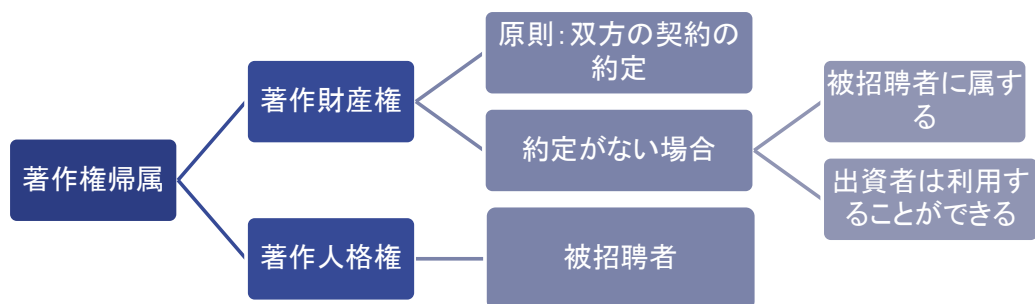 著作権帰属
著作財産権
原則：双方の契約の
約定
約定がない場合
被招聘者に属す
る
出資者は利用す
ることができる
著作人格権
被招聘者